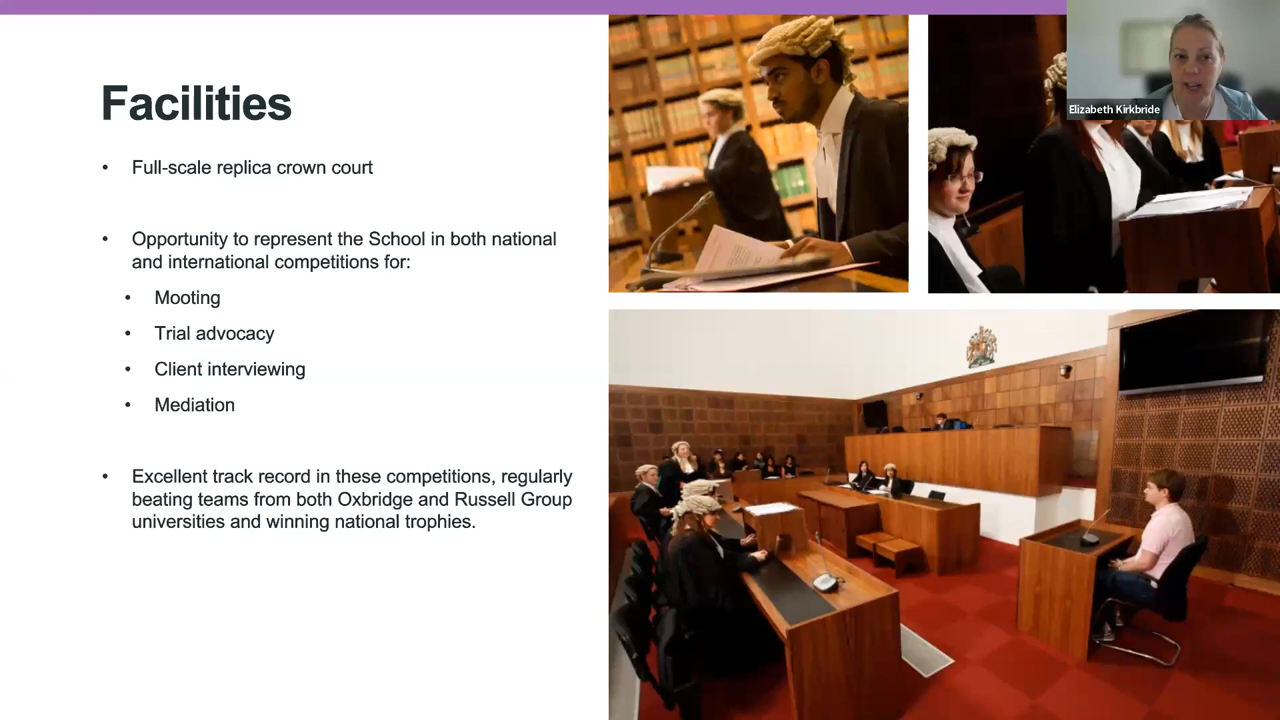 Facilities
• Full-scale replica crown court
• Opportunity to represent the School in both national
and international competitions for:
• Mooting
• Trial advocacy
• Client interviewing
• Mediation
• Excellent track record in these competitions, regularly
beating teams from both Oxbridge and Russell Group
universities and winning national trophies.
Elizabeth Kirkbride